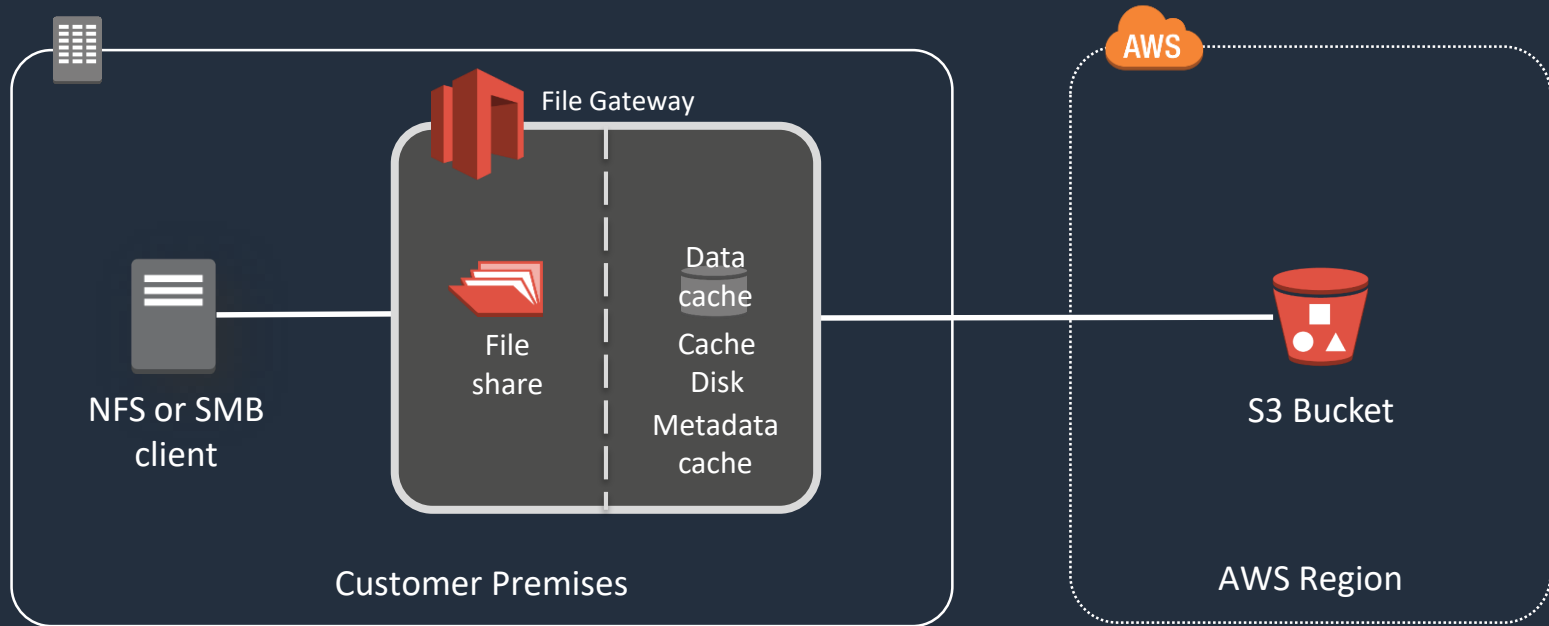 AWS
File Gateway
Data
cache
File
share
Cache
Disk
Metadata
cache
NFS or SMB
client
S3 Bucket
Customer Premises
AWS Region